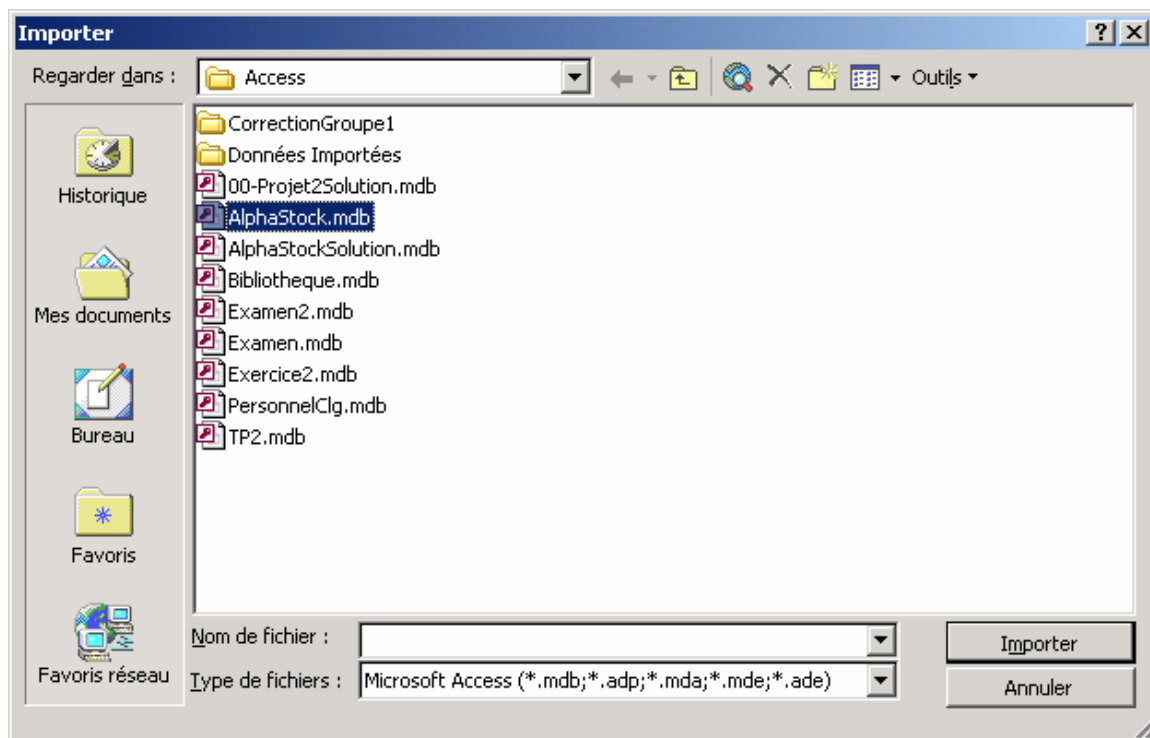 Importer
Regarder dans :
Access
Outils
Historique
Mes documents
Bureau
Favoris
Favoris réseau
CorrectionGroupe1
Données Importées
00-Projet2Solution.mdb
AlphaStock.mdb
AlphaStockSolution.mdb
Bibliotheque.mdb
Examen2.mdb
Examen.mdb
Exercice2.mdb
PersonnelClg.mdb
TP2.mdb
Nom de fichier :
Importer
Type de fichiers :
Microsoft Access (*.mdb;*.adp;*.mda;*.mde;*.ade)
Annuler